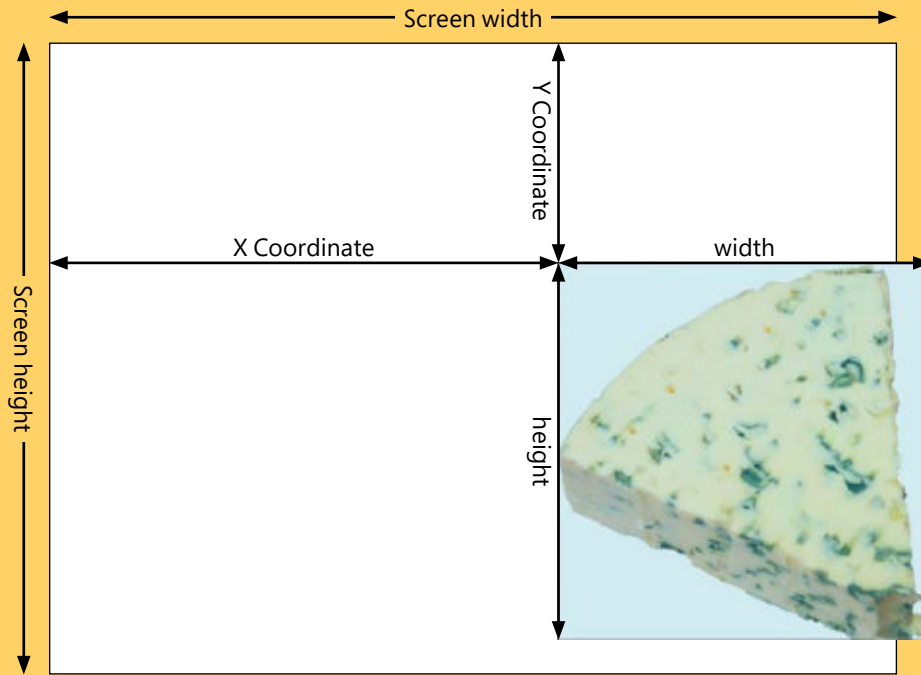 Screen width
Y Coordinate
X Coordinate
width
Screen height
height